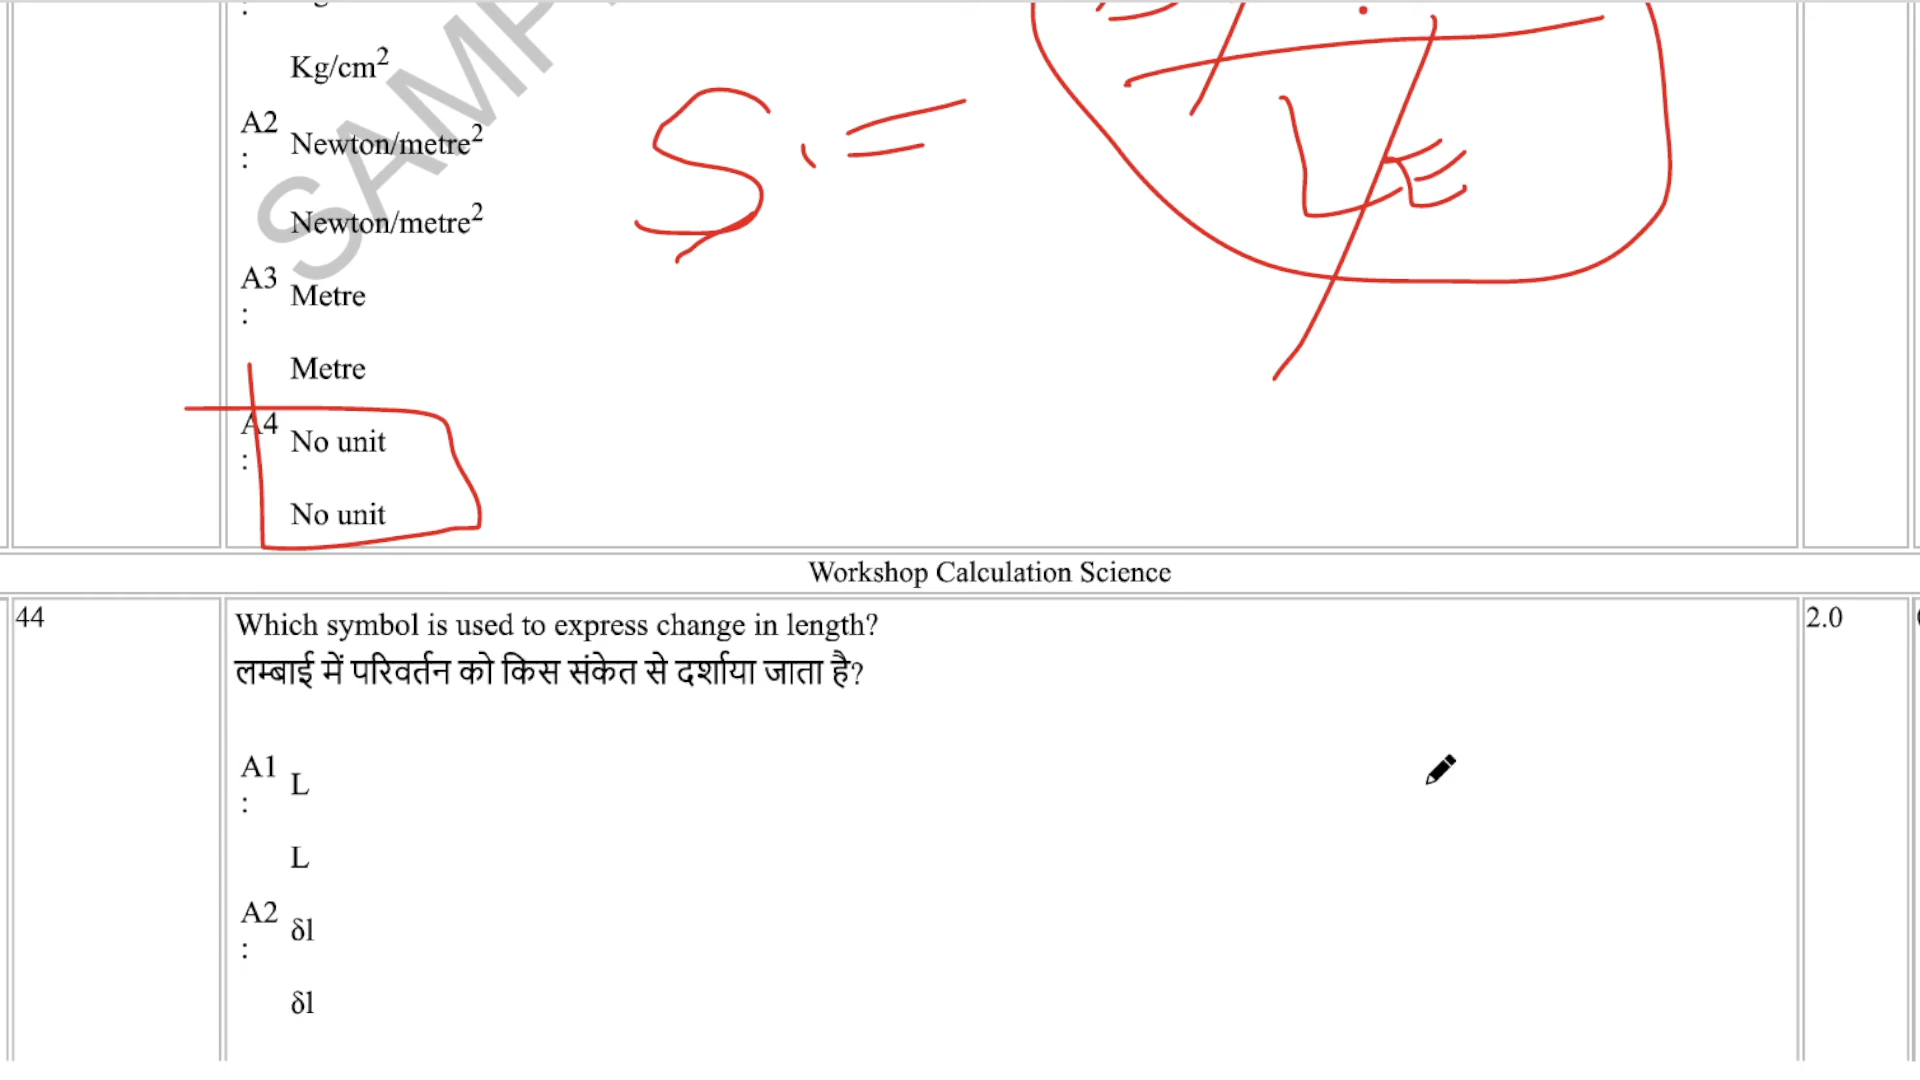 Kg/cm²
A2
:
Newton/metre²
Newton/metre²
A3
:
Metre
Metre
A4
:
No unit
No unit
SAMP
S. =
Workshop Calculation Science
44
Which symbol is used to express change in length?
2.0
लम्बाई में परिवर्तन को किस संकेत से दर्शाया जाता है?
A1
:
L
L
A2
:
δl
δl